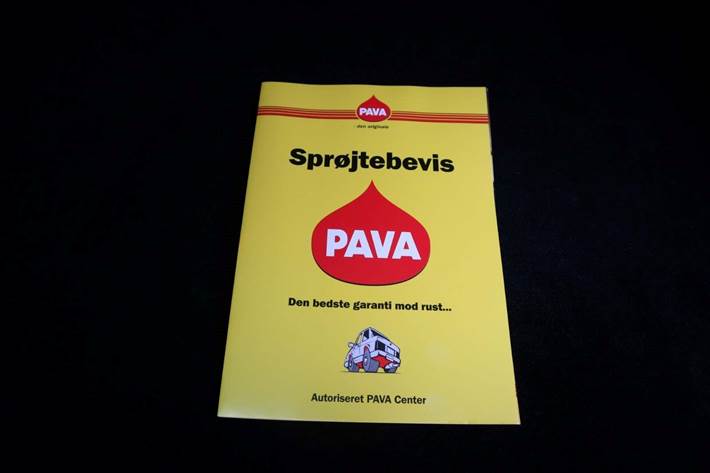 PAVA
den originale
Sprøjtebevis
PAVA
Den bedste garanti mod rust...
Autoriseret PAVA Center